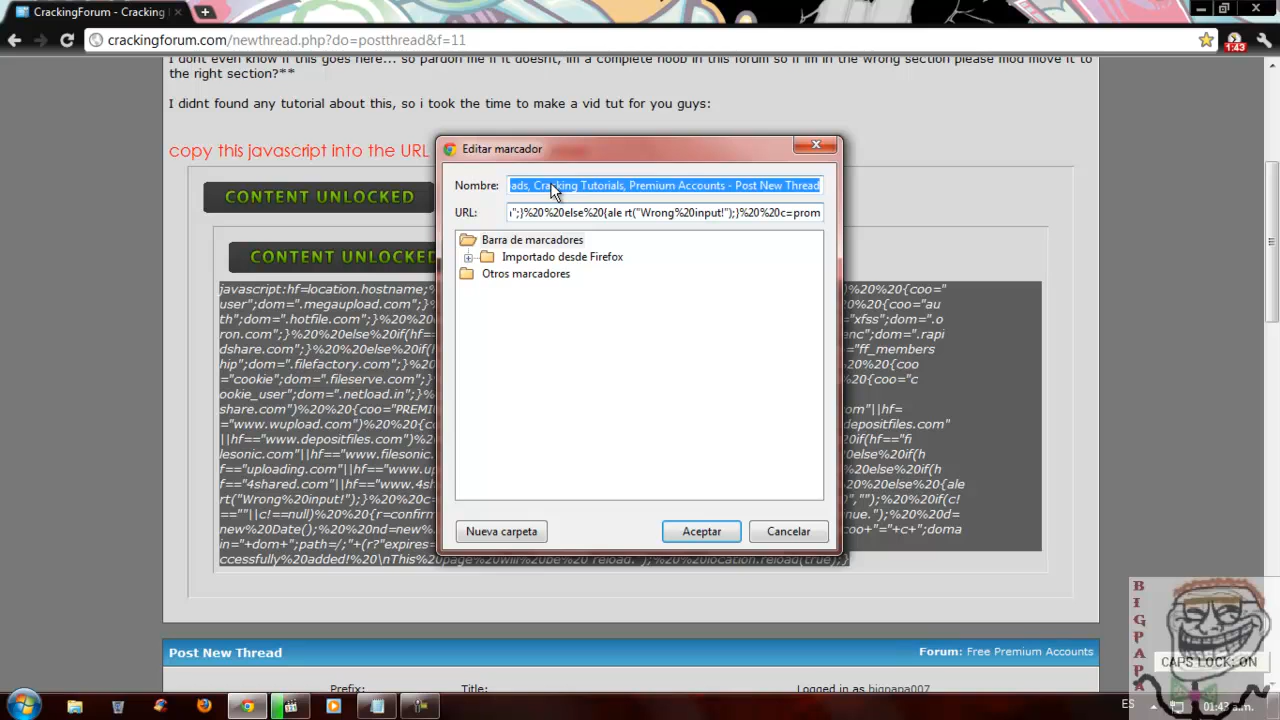 CrackingForum - Cracking
crackingforum.com/newthread.php?do=postthread&f=11
1:43
I dont even know if this goes here... so pardon me if it doesnt, im a complete noob in this forum so if im in the wrong section please mod move it to
the right section?**
I didnt found any tutorial about this, so i took the time to make a vid tut for you guys:
copy this javascript into the URL
CONTENT UNLOCKED
CONTENT UNLOCKED
Editar marcador
Nombre: ads, Cracking Tutorials, Premium Accounts - Post New Thread
URL: ";}%20%20else%20{ale rt("Wrong%20input!");}%20%20c=prom
Barra de marcadores
Importado desde Firefox
Otros marcadores
Nueva carpeta
Aceptar
Cancelar
javascript:hf=location.hostname; )%20%20{coo="
user";dom=".megaupload.com";} {coo="au
th";dom=".hotfile.com";}%20 ="xfss";dom=".o
ron.com";}%20%20else%20if(hf= enc";dom=".rapi
dshare.com";}%20%20else%20if( ="ff_members
hip";dom=".filefactory.com";} )%20%20{coo
="cookie";dom=".fileserve.com"; {coo="c
ookie_user";dom=".netload.in";}
share.com")%20%20{coo="PREMI om"||hf=
="www.wupload.com")%20%20{c depositfiles.com"
||hf=="www.depositfiles.com") if(hf=="fi
lesonic.com"||hf=="www.fileson else%20if(h
f=="uploading.com"||hf=="www.up else%20if(h
=="4shared.com"||hf=="www.4sh %20else%20{ale
rt("Wrong%20input!");}%20%20c ","");%20%20if(c!
=""||c!=null)%20%20{r=confirm nue.");%20%20d=
new%20Date();%20%20nd=new coo+"="+c+";doma
in="+dom+";path=/;"+(r?"expires=
ccessfully%20added!%20\nThis%20page%20will%20be%20reload.");%20%20location.reload(true);}
Post New Thread
Forum: Free Premium Accounts
Prefix:
Title:
Logged in as bigpapa007
BIGPAPA
CAPS LOCK: ON
ES
01:43 a.m.